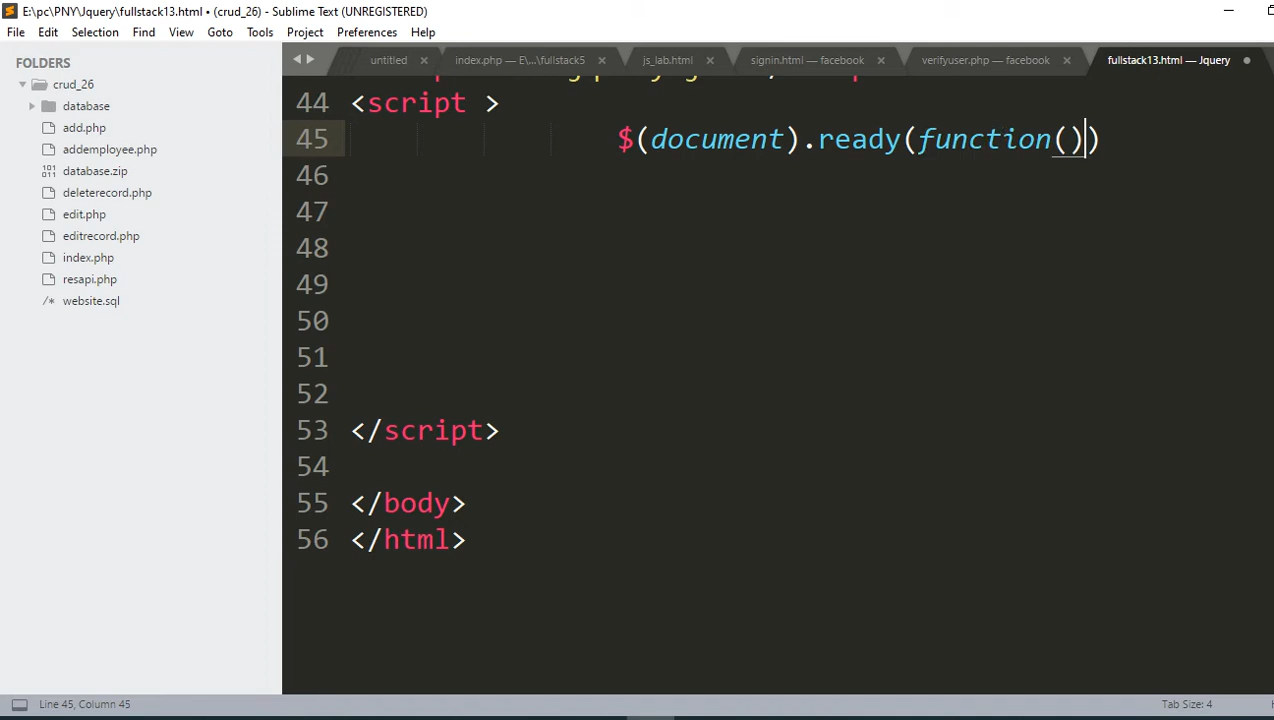 E:\pc\PNY\Jquery\fullstack13.html • (crud_26) - Sublime Text (UNREGISTERED)
File Edit Selection Find View Goto Tools Project Preferences Help
FOLDERS
crud_26
database
add.php
addemployee.php
database.zip
deleterecord.php
edit.php
editrecord.php
index.php
resapi.php
/* website.sql
untitled index.php — E\...\fullstack5 js_lab.html signin.html — facebook verifyuser.php — facebook fullstack13.html — Jquery
44 <script >
45 $(document).ready(function())
46
47
48
49
50
51
52
53 </script>
54
55 </body>
56 </html>
Line 45, Column 45 Tab Size: 4